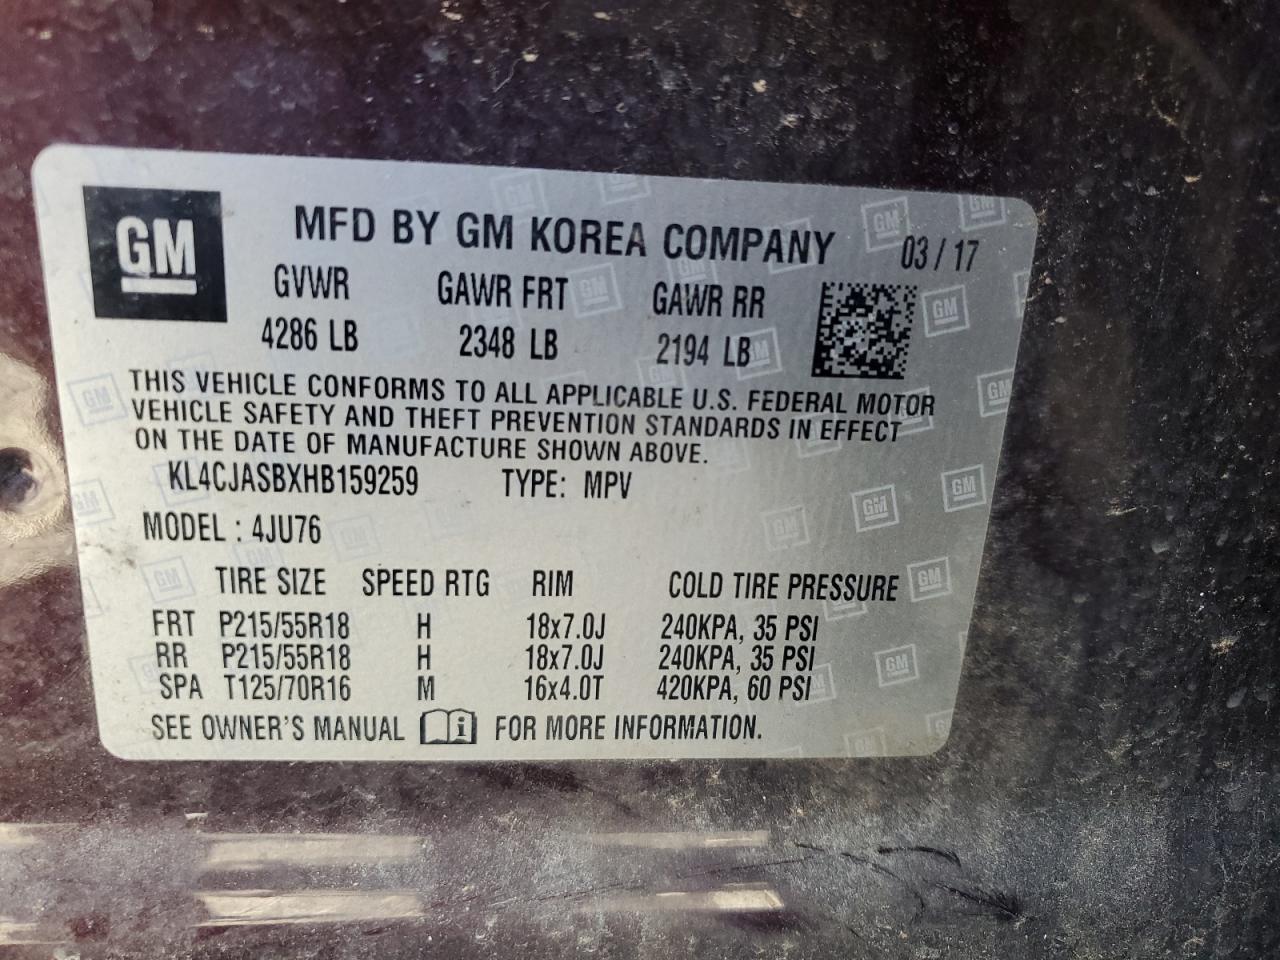 GM
MFD BY GM KOREA COMPANY 03/17
GVWR GAWR FRT GAWR RR
4286 LB 2348 LB 2194 LB
THIS VEHICLE CONFORMS TO ALL APPLICABLE U.S. FEDERAL MOTOR
VEHICLE SAFETY AND THEFT PREVENTION STANDARDS IN EFFECT
ON THE DATE OF MANUFACTURE SHOWN ABOVE.
KL4CJASBXHB159259 TYPE: MPV
MODEL : 4JU76
TIRE SIZE SPEED RTG RIM COLD TIRE PRESSURE
FRT P215/55R18 H 18x7.0J 240KPA, 35 PSI
RR P215/55R18 H 18x7.0J 240KPA, 35 PSI
SPA T125/70R16 M 16x4.0T 420KPA, 60 PSI
SEE OWNER'S MANUAL i FOR MORE INFORMATION.